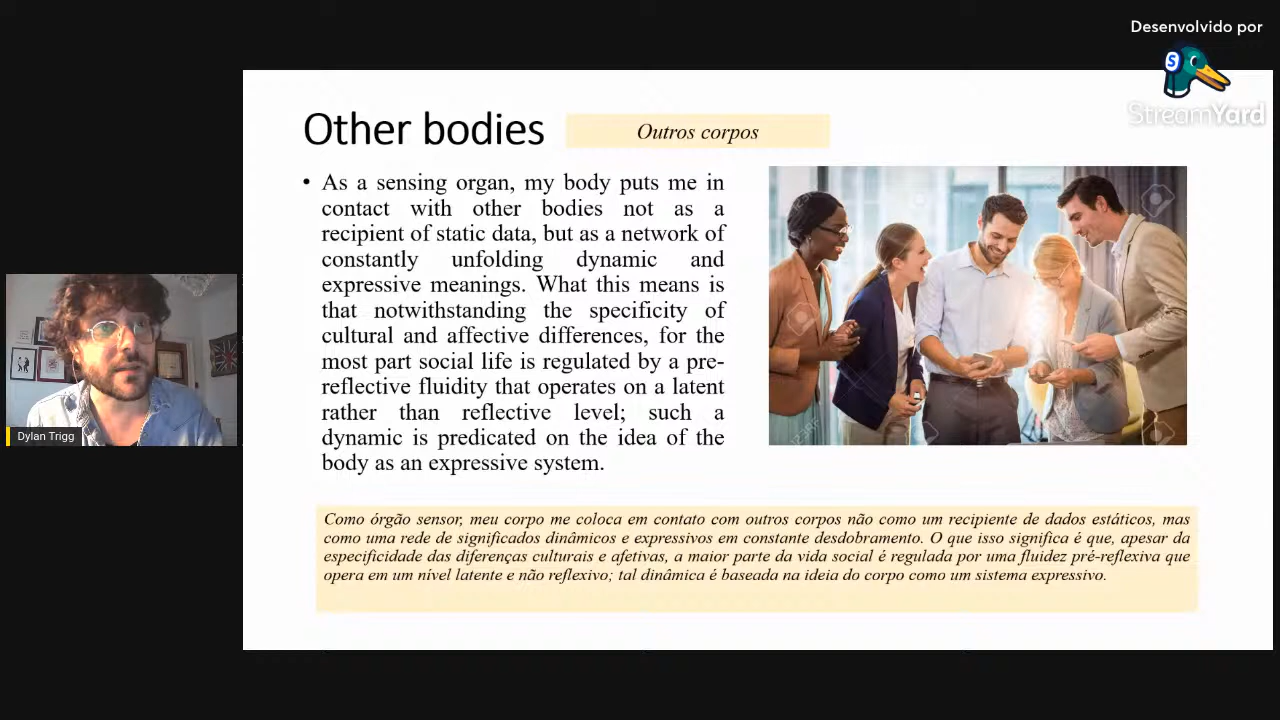 Desenvolvido por
StreamYard
Other bodies
Outros corpos
• As a sensing organ, my body puts me in
contact with other bodies not as a
recipient of static data, but as a network of
constantly unfolding dynamic and
expressive meanings. What this means is
that notwithstanding the specificity of
cultural and affective differences, for the
most part social life is regulated by a pre-
reflective fluidity that operates on a latent
rather than reflective level; such a
dynamic is predicated on the idea of the
body as an expressive system.
Dylan Trigg
Como órgão sensor, meu corpo me coloca em contato com outros corpos não como um recipiente de dados estáticos, mas
como uma rede de significados dinâmicos e expressivos em constante desdobramento. O que isso significa é que, apesar da
especificidade das diferenças culturais e afetivas, a maior parte da vida social é regulada por uma fluidez pré-reflexiva que
opera em um nível latente e não reflexivo; tal dinâmica é baseada na ideia do corpo como um sistema expressivo.